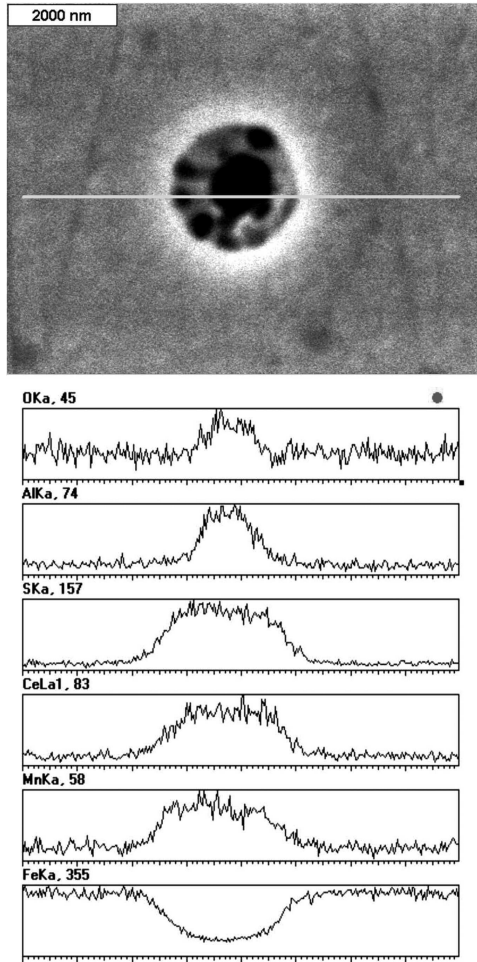 2000 nm
OKa, 45
AlKa, 74
SKa, 157
CeLa1, 83
MnKa, 58
FeKa, 355